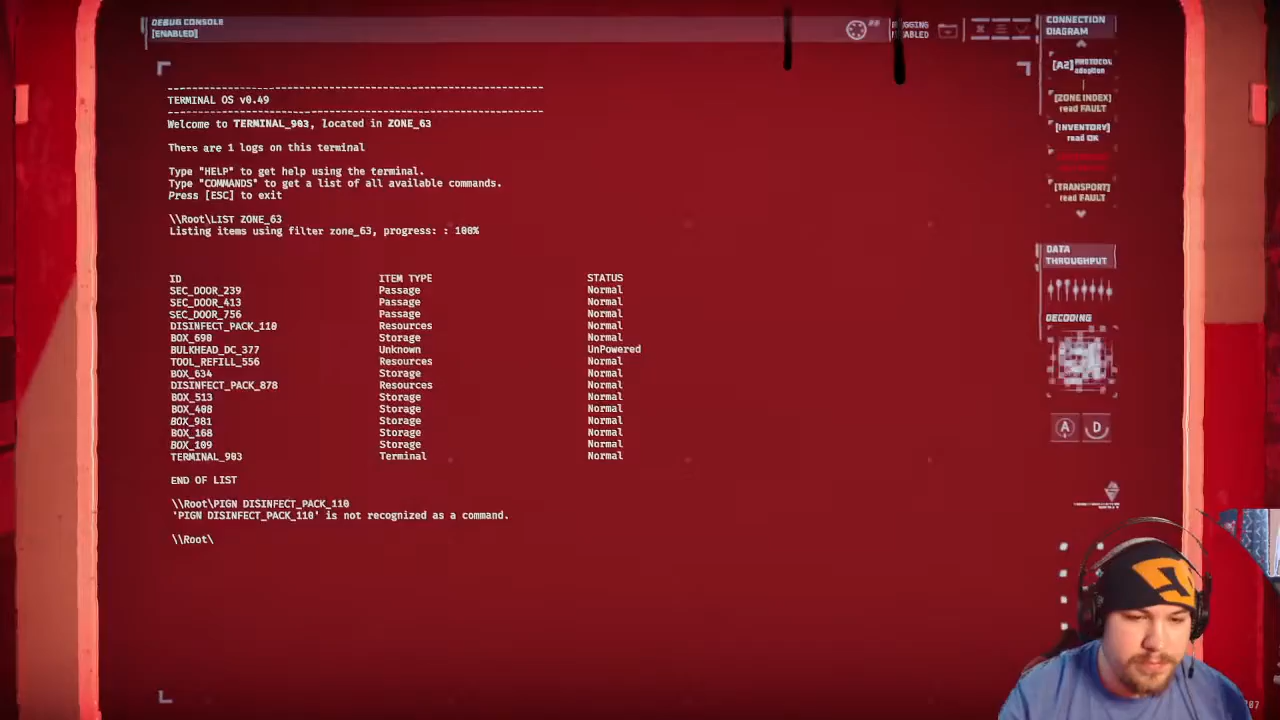 DEBUG CONSOLE
[ENABLED]
CONNECTION
DIAGRAM
[A2] PROTOCOL
adaption
[ZONE INDEX]
read FAULT
[INVENTORY]
read OK
[TRANSPORT]
read FAULT
DATA
THROUGHPUT
DECODING
A D
--------------------------------------------------------------
TERMINAL OS v0.49
--------------------------------------------------------------
Welcome to TERMINAL_903, located in ZONE_63
There are 1 logs on this terminal
Type "HELP" to get help using the terminal.
Type "COMMANDS" to get a list of all available commands.
Press [ESC] to exit
\\Root\LIST ZONE_63
Listing items using filter zone_63, progress: : 100%
ID ITEM TYPE STATUS
SEC_DOOR_239 Passage Normal
SEC_DOOR_413 Passage Normal
SEC_DOOR_756 Passage Normal
DISINFECT_PACK_110 Resources Normal
BOX_690 Storage Normal
BULKHEAD_DC_377 Unknown UnPowered
TOOL_REFILL_556 Resources Normal
BOX_634 Storage Normal
DISINFECT_PACK_878 Resources Normal
BOX_513 Storage Normal
BOX_408 Storage Normal
BOX_981 Storage Normal
BOX_168 Storage Normal
BOX_109 Storage Normal
TERMINAL_903 Terminal Normal
END OF LIST
\\Root\PIGN DISINFECT_PACK_110
'PIGN DISINFECT_PACK_110' is not recognized as a command.
\\Root\